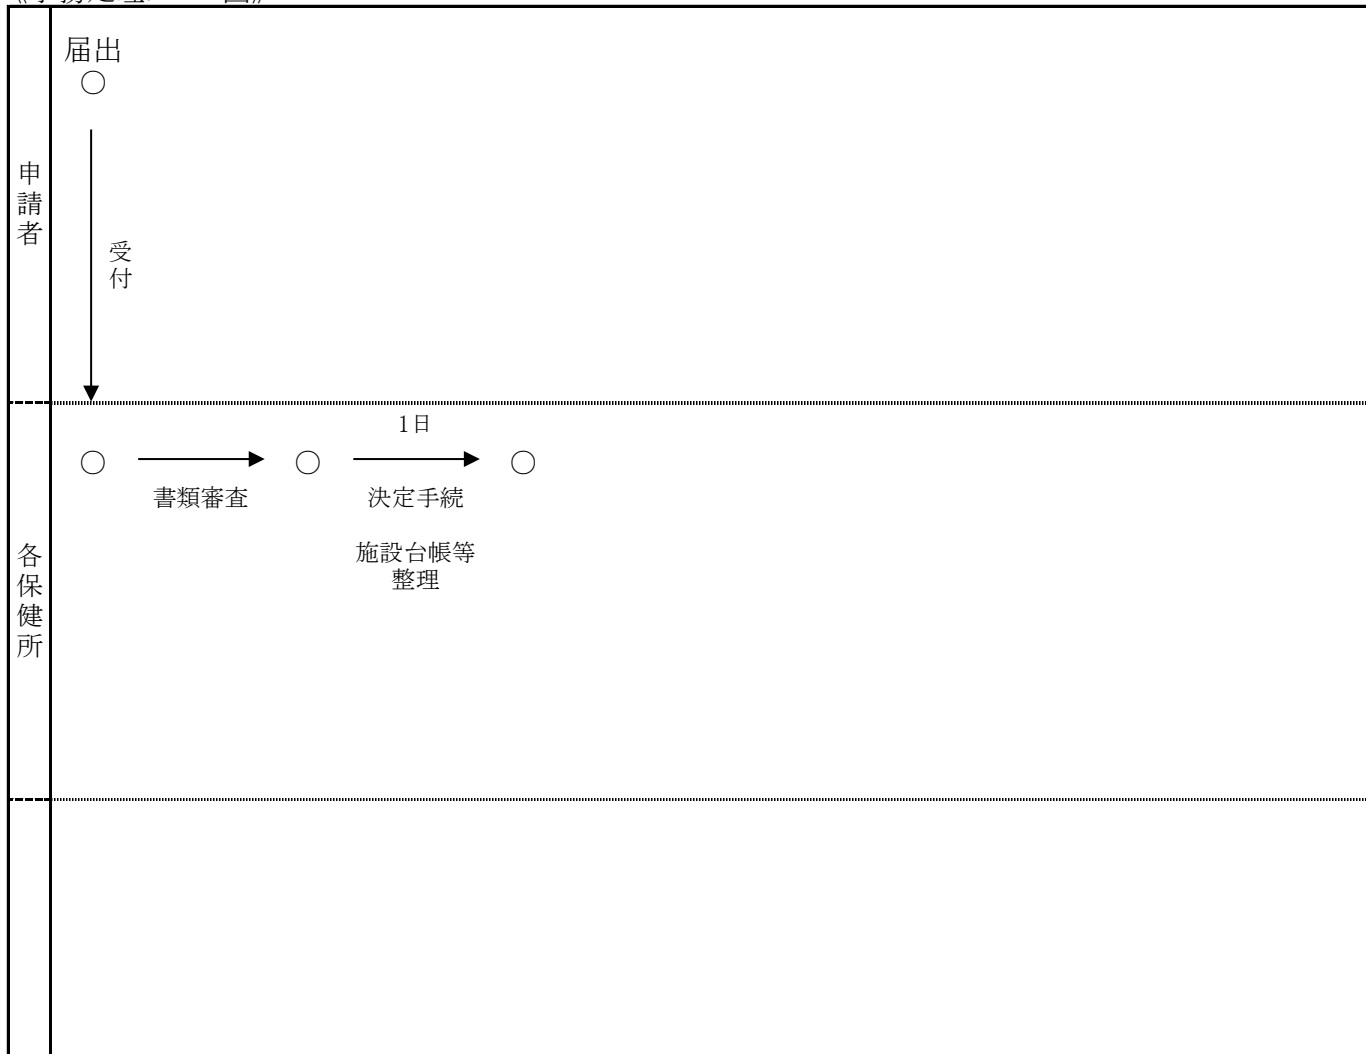 届出
申請者
受付
1日
書類審査
決定手続
施設台帳等
整理
各保健所